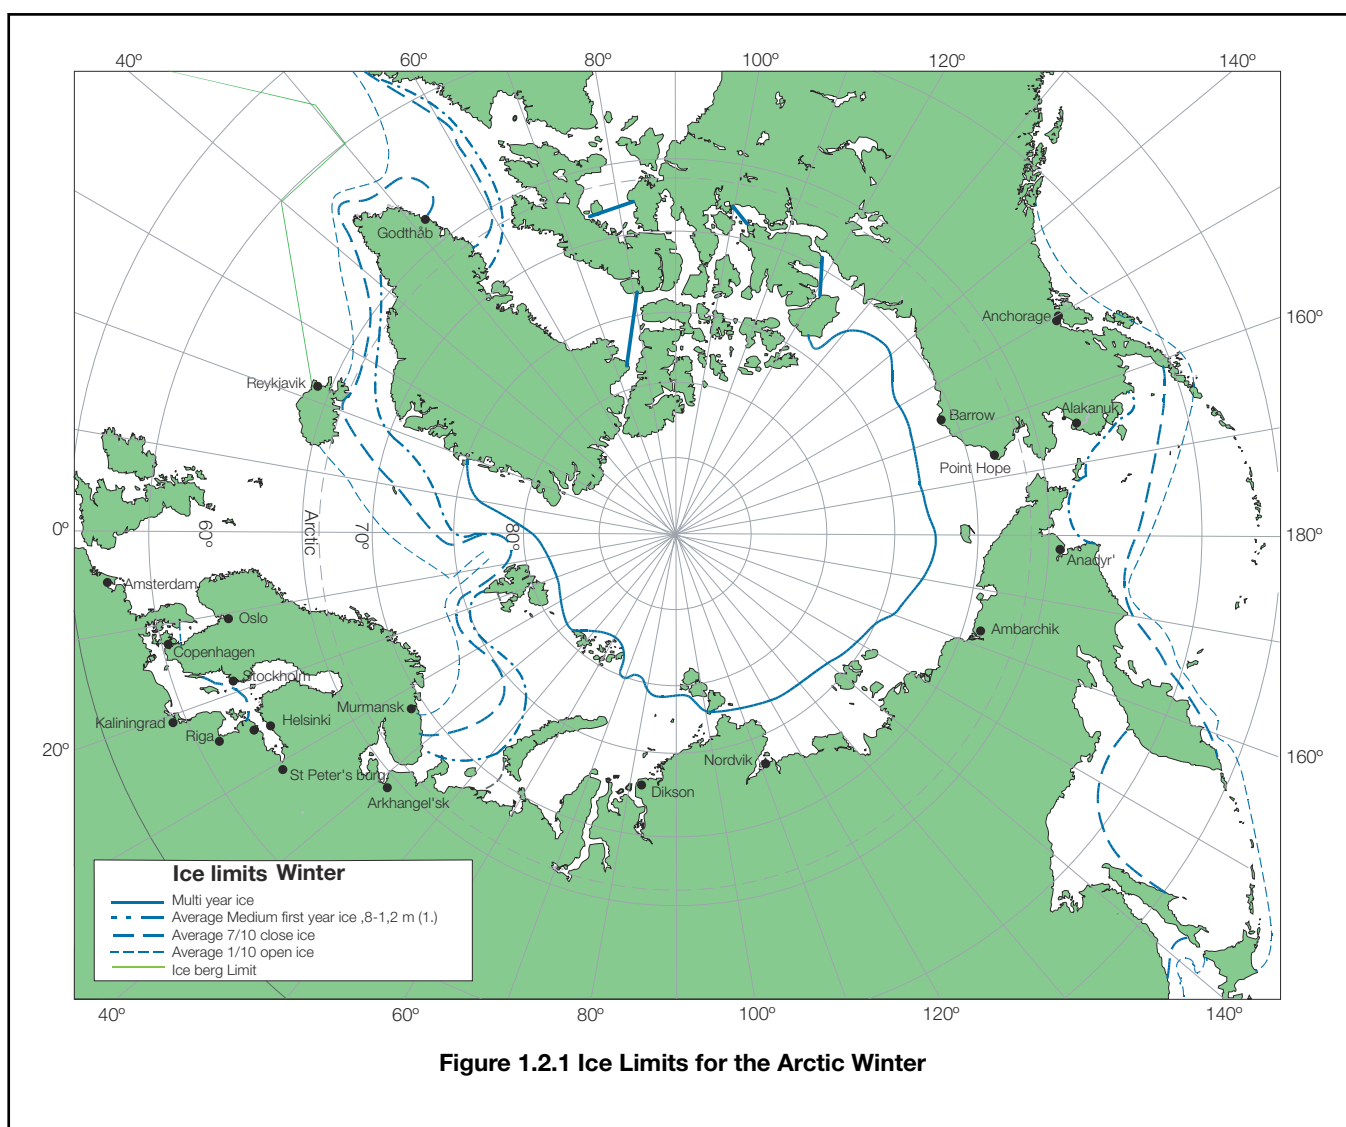 40º 60º 80º 100º 120º 140º
Godthåb
Anchorage
160º
Reykjavik
Barrow
Alakanuk
Point Hope
0º
60º
Arctic
70º
80º
180º
Anadyr'
Amsterdam
Oslo
Ambarchik
Copenhagen
Stockholm
Murmansk
Kaliningrad
Helsinki
Riga
20º
160º
St Peter's burg
Nordvik
Dikson
Arkhangel'sk
Ice limits Winter
Multi year ice
Average Medium first year ice ,8-1,2 m (1.)
Average 7/10 close ice
Average 1/10 open ice
Ice berg Limit
40º 60º 80º 100º 120º 140º
Figure 1.2.1 Ice Limits for the Arctic Winter